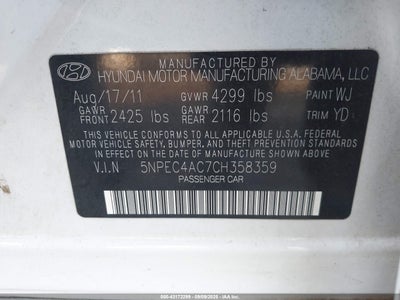 MANUFACTURED BY
HYUNDAI MOTOR MANUFACTURING ALABAMA, LLC
Aug/17/11 GVWR 4299 lbs PAINT WJ
GAWR FRONT 2425 lbs GAWR REAR 2116 lbs TRIM YD
THIS VEHICLE CONFORMS TO ALL APPLICABLE U.S. FEDERAL
MOTOR VEHICLE SAFETY, BUMPER, AND THEFT PREVENTION
STANDARDS IN EFFECT ON THE DATE OF MANUFACTURE SHOWN ABOVE.
V.I.N 5NPEC4AC7CH358359
PASSENGER CAR